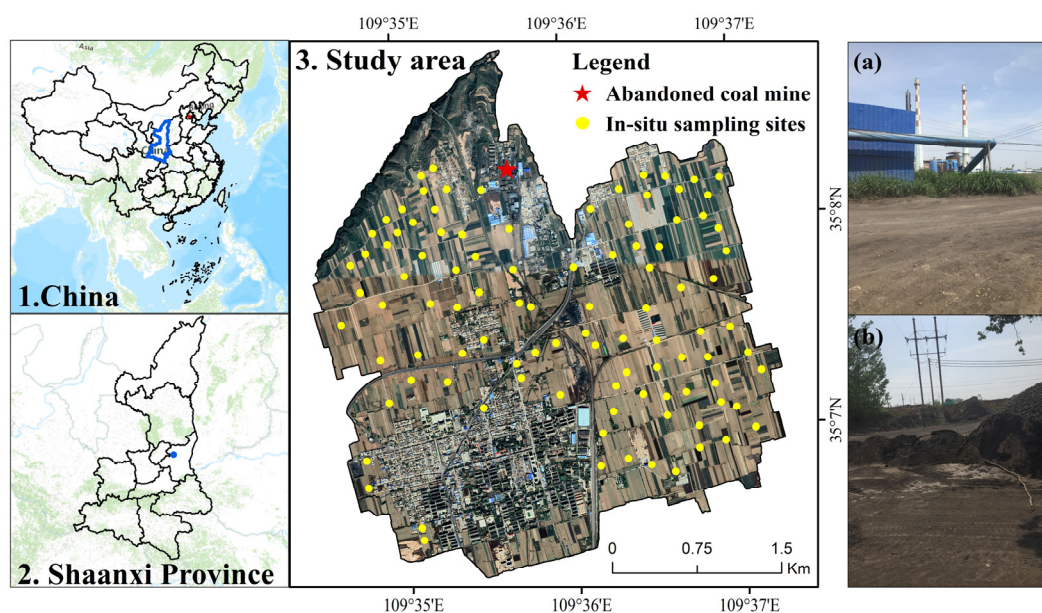 109°35'E 109°36'E 109°37'E
Asia
1.China
2. Shaanxi Province
3. Study area
Legend
Abandoned coal mine
In-situ sampling sites
35°8'N
35°7'N
0 0.75 1.5
Km
109°35'E 109°36'E 109°37'E
(a)
(b)